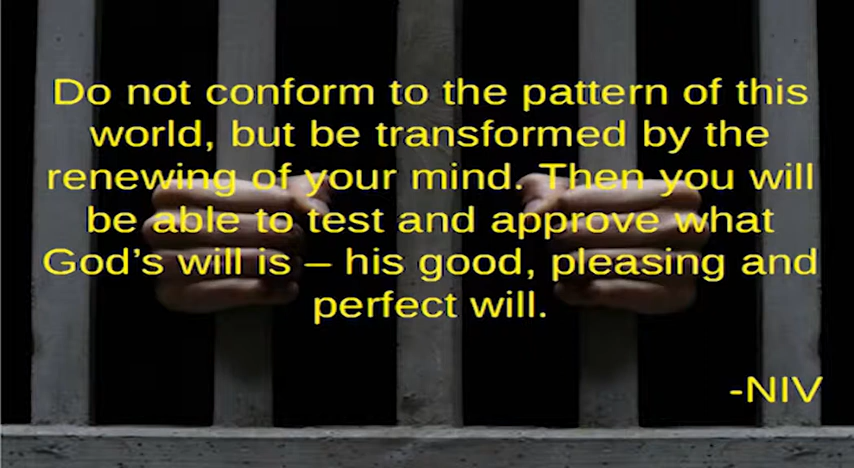 Do not conform to the pattern of this
world, but be transformed by the
renewing of your mind. Then you will
be able to test and approve what
God’s will is – his good, pleasing and
perfect will.
-NIV